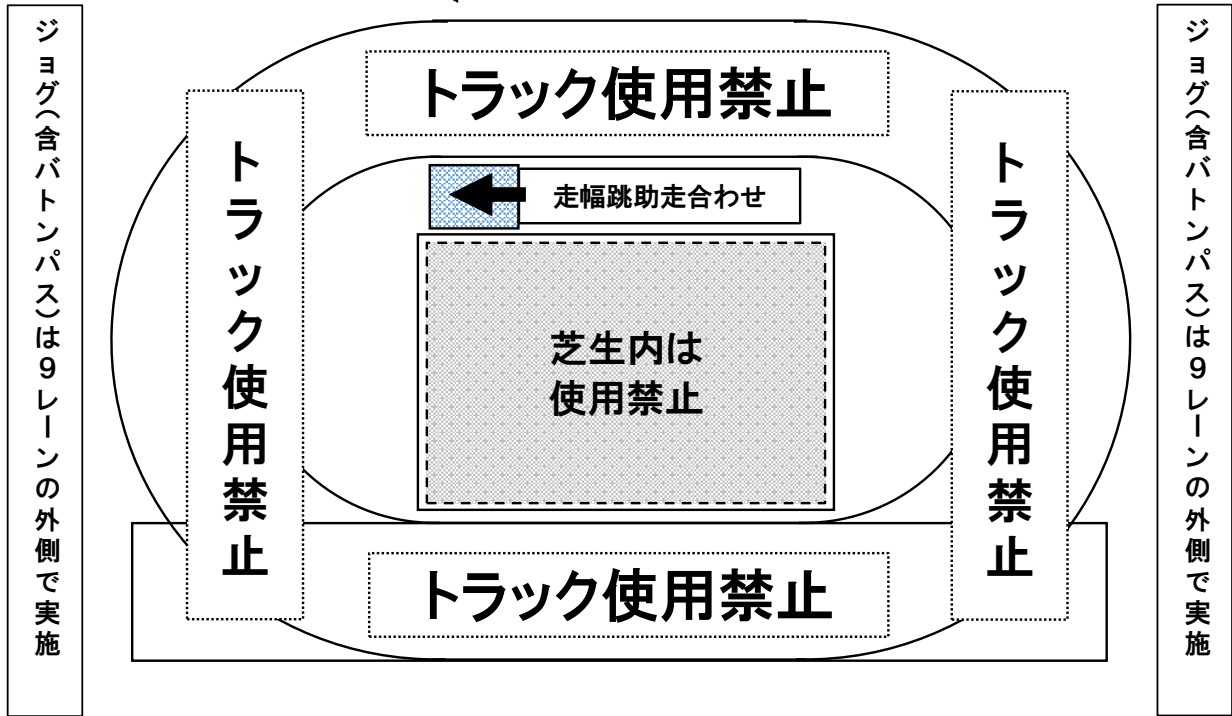 ジョグ(含バトンパス)は9レーンの外側で実施
トラック使用禁止
ジョグ(含バトンパス)は9レーンの外側で実施
トラック使用禁止
走幅跳助走合わせ
トラック使用禁止
芝生内は
使用禁止
トラック使用禁止